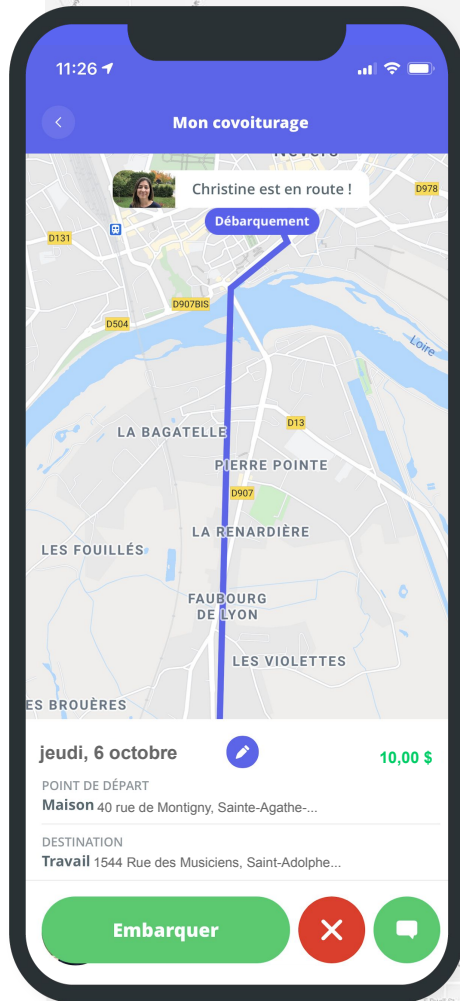 11:26
Mon covoiturage
Nevers
Christine est en route !
D978
Débarquement
D131
D907BIS
D504
Loire
LA BAGATELLE
D13
PIERRE POINTE
D907
LA RENARDIÈRE
LES FOUILLÉS
FAUBOURG
DE LYON
LES VIOLETTES
ES BROUÈRES
jeudi, 6 octobre
10,00 $
POINT DE DÉPART
Maison 40 rue de Montigny, Sainte-Agathe-...
DESTINATION
Travail 1544 Rue des Musiciens, Saint-Adolphe...
Embarquer